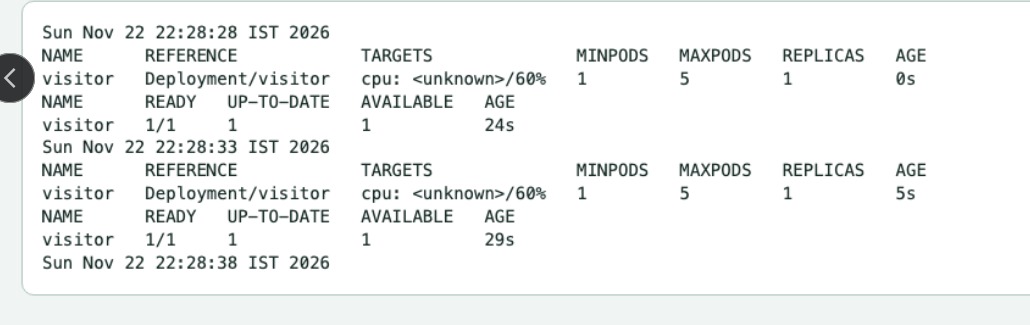 Sun Nov 22 22:28:28 IST 2026
NAME REFERENCE TARGETS MINPODS MAXPODS REPLICAS AGE
visitor Deployment/visitor cpu: <unknown>/60% 1 5 1 0s
NAME READY UP-TO-DATE AVAILABLE AGE
visitor 1/1 1 1 24s
Sun Nov 22 22:28:33 IST 2026
NAME REFERENCE TARGETS MINPODS MAXPODS REPLICAS AGE
visitor Deployment/visitor cpu: <unknown>/60% 1 5 1 5s
NAME READY UP-TO-DATE AVAILABLE AGE
visitor 1/1 1 1 29s
Sun Nov 22 22:28:38 IST 2026